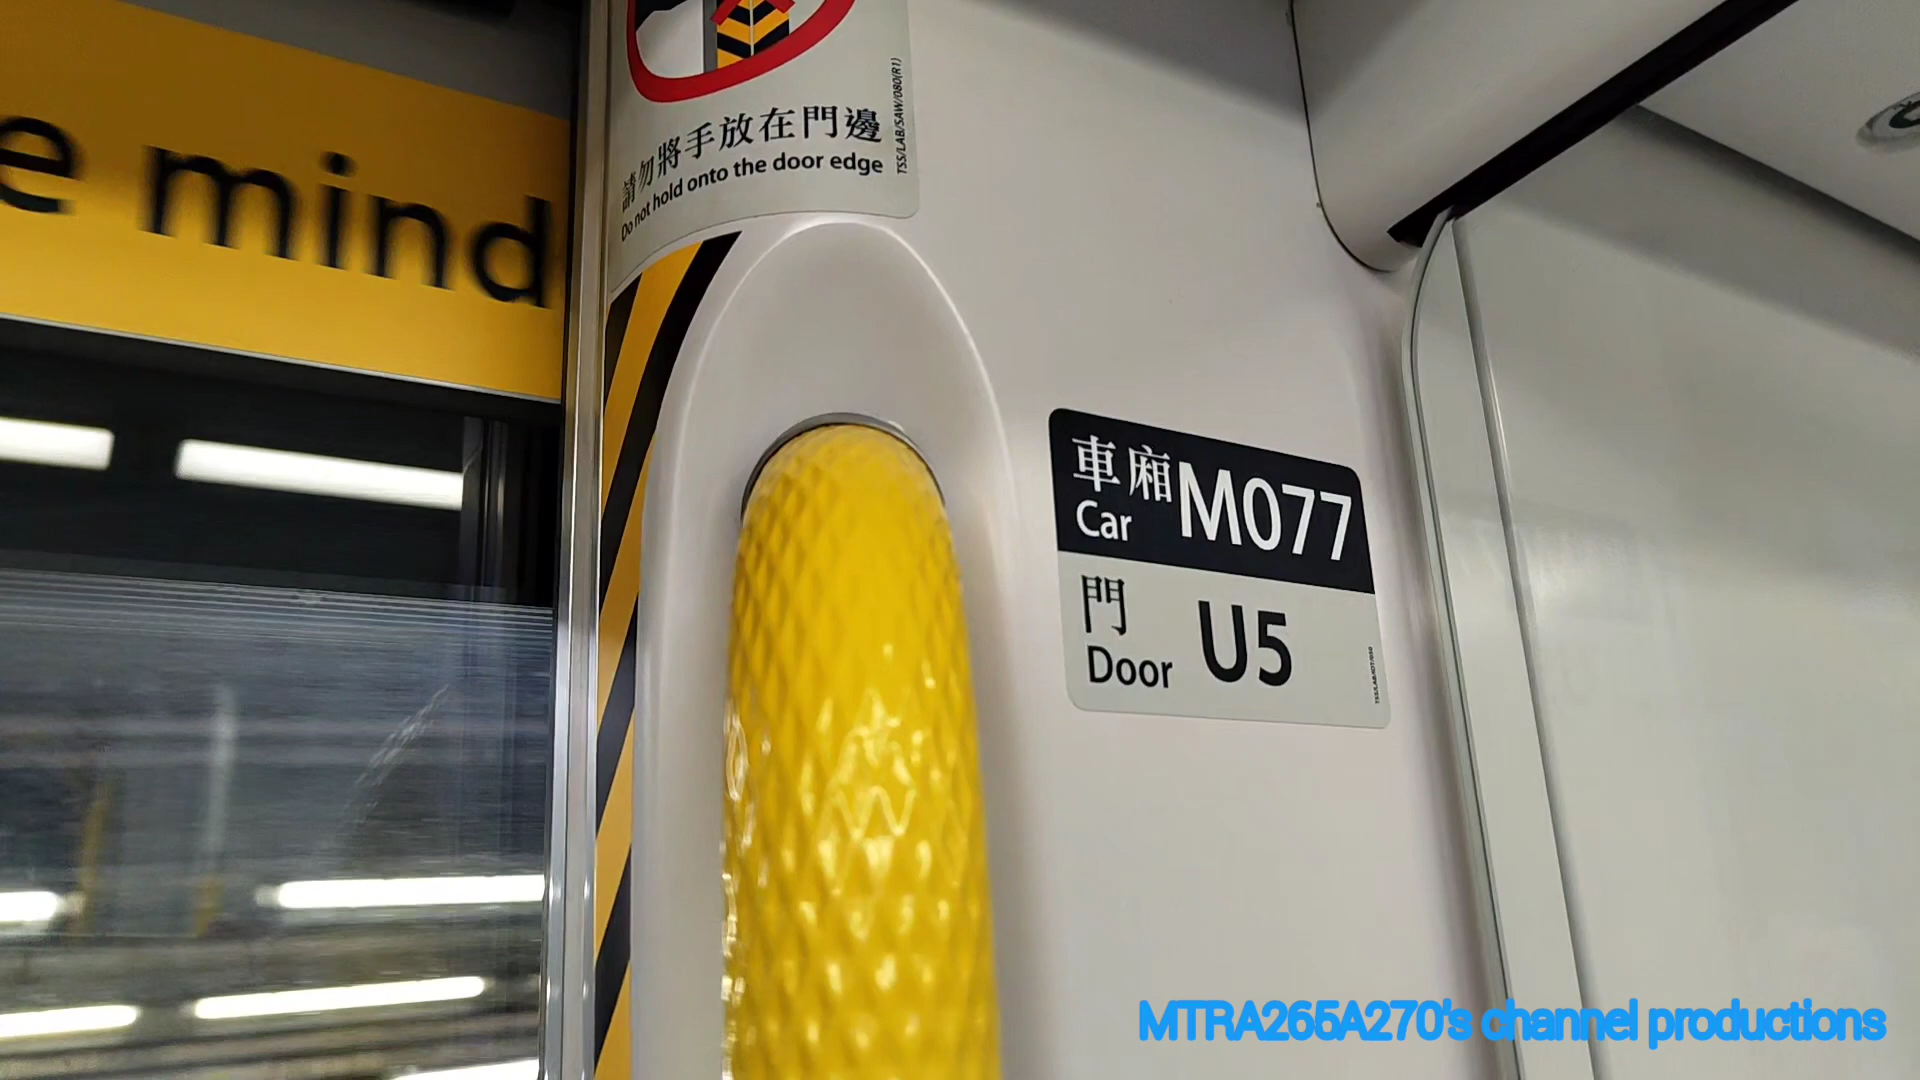 e mind
請勿將手放在門邊
Do not hold onto the door edge
TSS/LAB/SAW/080(R1)
車廂 M077
Car
門 U5
Door
MTRA265A270's channel productions